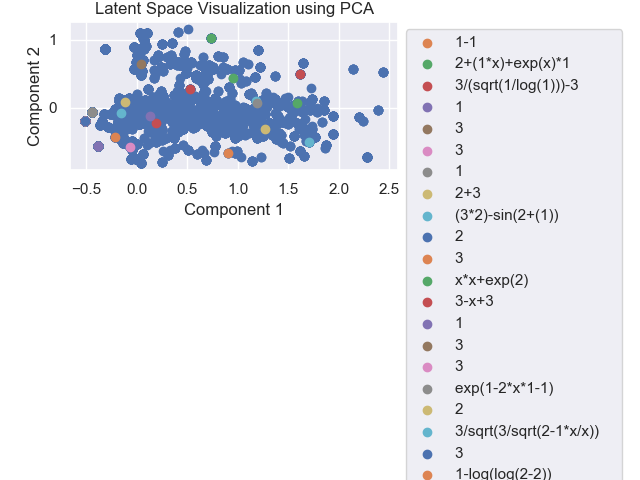 Latent Space Visualization using PCA
Component 2
1
0
−0.5 0.0 0.5 1.0 1.5 2.0 2.5
Component 1
1-1
2+(1*x)+exp(x)*1
3/(sqrt(1/log(1)))-3
1
3
3
1
2+3
(3*2)-sin(2+(1))
2
3
x*x+exp(2)
3-x+3
1
3
3
exp(1-2*x*1-1)
2
3/sqrt(3/sqrt(2-1*x/x))
3
1-log(log(2-2))